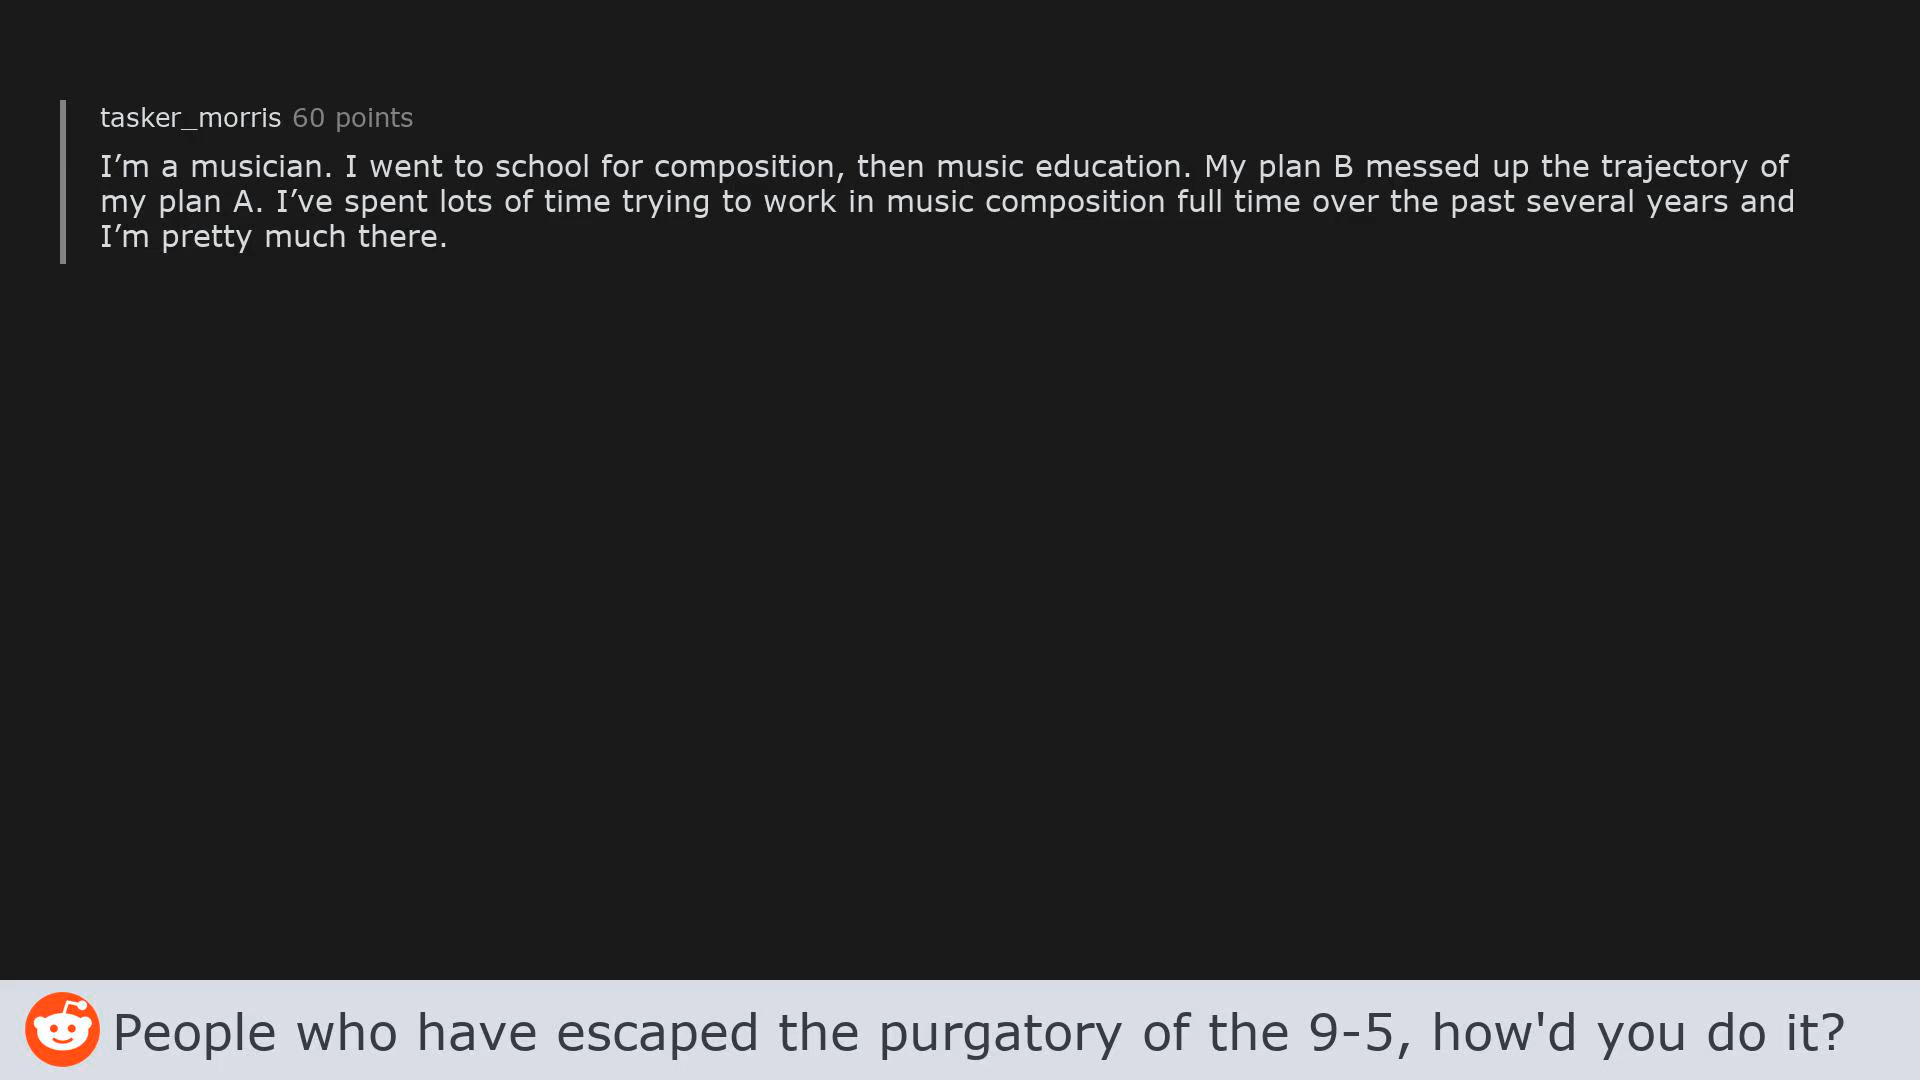 tasker_morris 60 points
I’m a musician. I went to school for composition, then music education. My plan B messed up the trajectory of
my plan A. I’ve spent lots of time trying to work in music composition full time over the past several years and
I’m pretty much there.
People who have escaped the purgatory of the 9-5, how'd you do it?